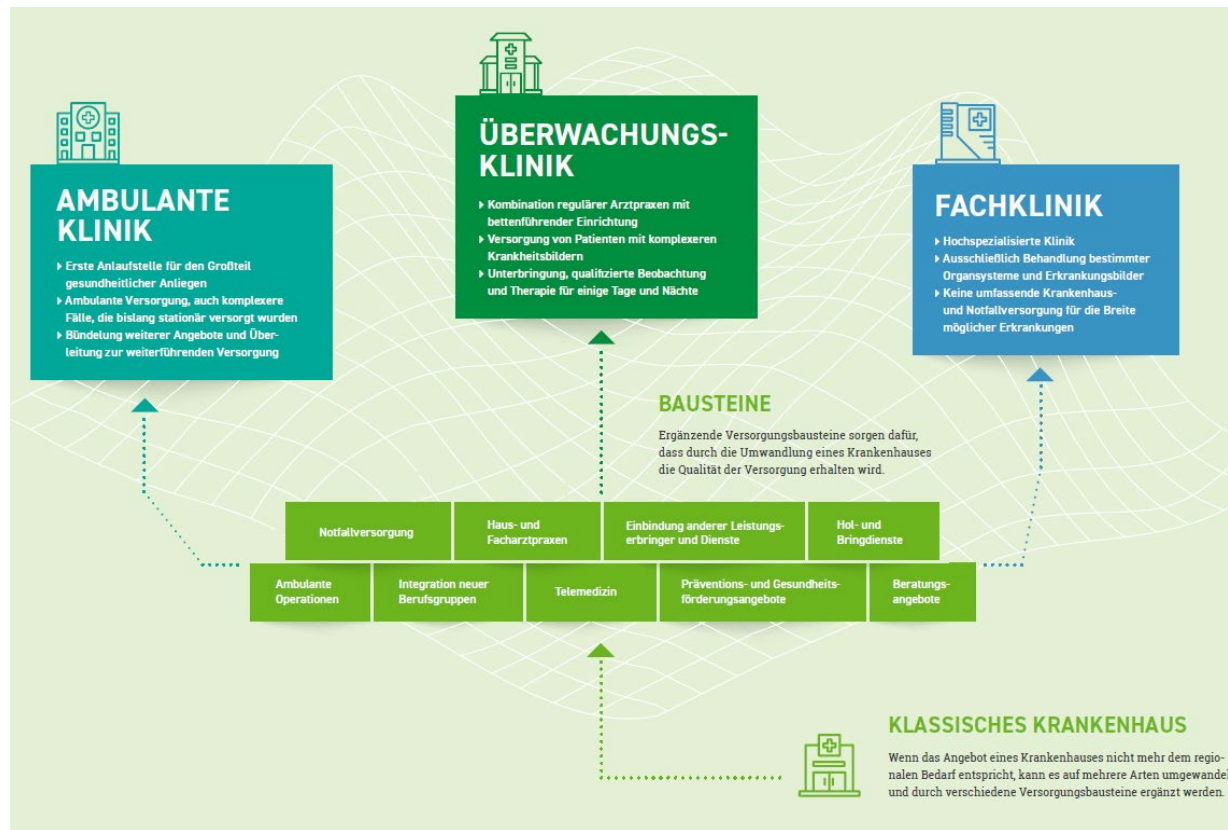 ÜBERWACHUNGS-
KLINIK
▸ Kombination regulärer Arztpraxen mit
bettenführender Einrichtung
▸ Versorgung von Patienten mit komplexeren
Krankheitsbildern
▸ Unterbringung, qualifizierte Beobachtung
und Therapie für einige Tage und Nächte
AMBULANTE
KLINIK
▸ Erste Anlaufstelle für den Großteil
gesundheitlicher Anliegen
▸ Ambulante Versorgung, auch komplexere
Fälle, die bislang stationär versorgt wurden
▸ Bündelung weiterer Angebote und Über-
leitung zur weiterführenden Versorgung
FACHKLINIK
▸ Hochspezialisierte Klinik
▸ Ausschließlich Behandlung bestimmter
Organsysteme und Erkrankungsbilder
▸ Keine umfassende Krankenhaus-
und Notfallversorgung für die Breite
möglicher Erkrankungen
BAUSTEINE
Ergänzende Versorgungsbausteine sorgen dafür,
dass durch die Umwandlung eines Krankenhauses
die Qualität der Versorgung erhalten wird.
Notfallversorgung
Haus- und
Facharztpraxen
Einbindung anderer Leistungs-
erbringer und Dienste
Hol- und
Bringdienste
Ambulante
Operationen
Integration neuer
Berufsgruppen
Telemedizin
Präventions- und Gesundheits-
förderungsangebote
Beratungs-
angebote
KLASSISCHES KRANKENHAUS
Wenn das Angebot eines Krankenhauses nicht mehr dem regio-
nalen Bedarf entspricht, kann es auf mehrere Arten umgewandel
und durch verschiedene Versorgungsbausteine ergänzt werden.